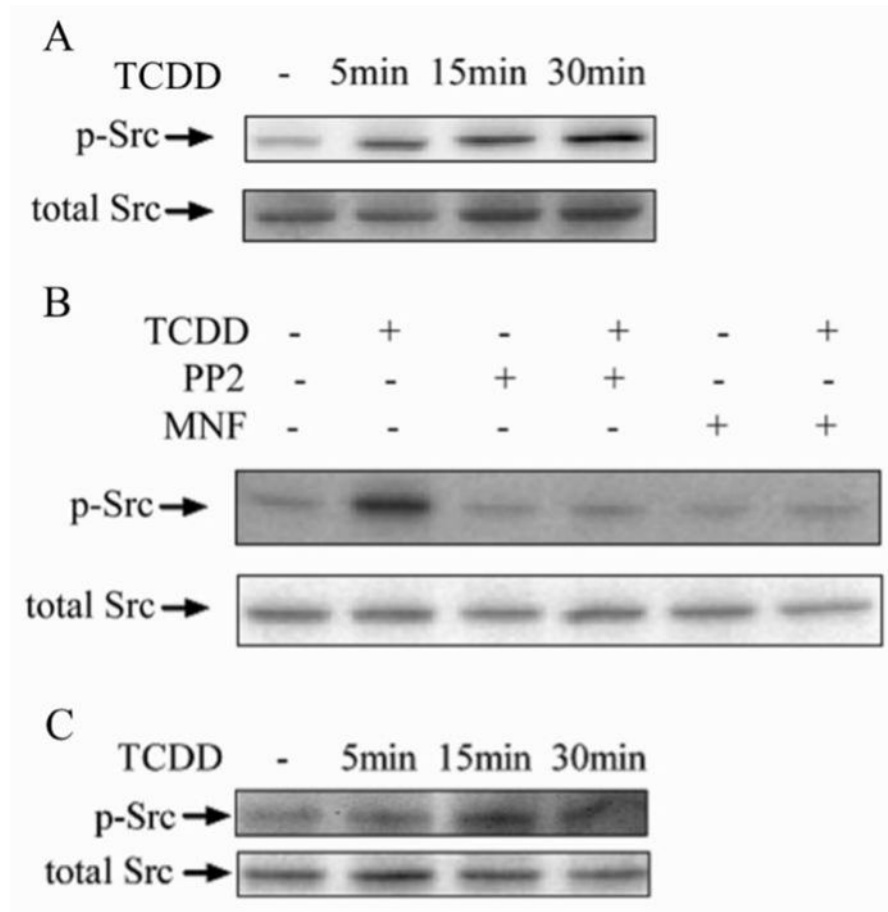 A
TCDD - 5min 15min 30min
p-Src
total Src
B
TCDD - + - + - +
PP2 - - + + - -
MNF - - - - + +
p-Src
total Src
C
TCDD - 5min 15min 30min
p-Src
total Src